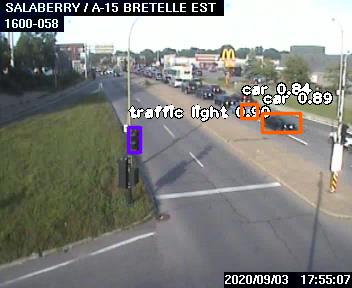 SALABERRY / A-15 BRETELLE EST
1600-058
car 0.84
car 0.89
traffic light 0.90
2020/09/03 17:55:07